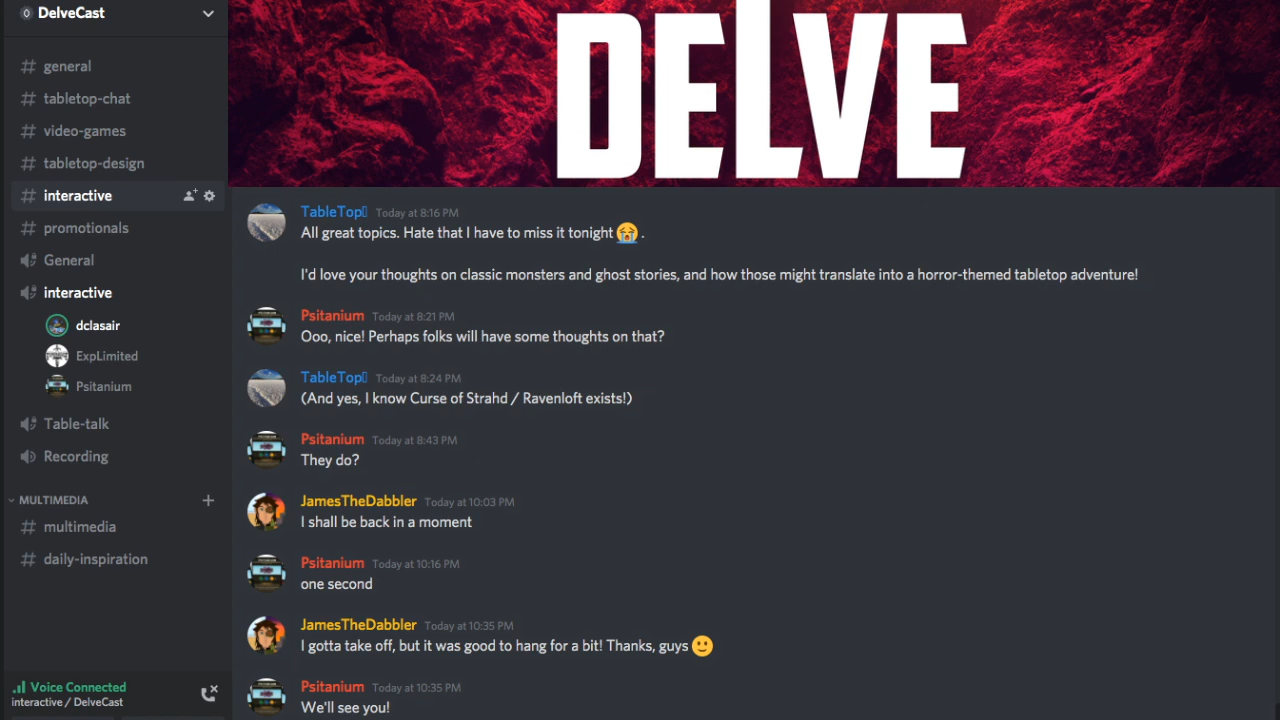 DelveCast
# general
# tabletop-chat
# video-games
# tabletop-design
# interactive
# promotionals
General
interactive
dclasair
ExpLimited
Psitanium
Table-talk
Recording
MULTIMEDIA +
# multimedia
# daily-inspiration
Voice Connected
interactive / DelveCast
DELVE
TableTop Today at 8:16 PM
All great topics. Hate that I have to miss it tonight 😭 .
I'd love your thoughts on classic monsters and ghost stories, and how those might translate into a horror-themed tabletop adventure!
Psitanium Today at 8:21 PM
Ooo, nice! Perhaps folks will have some thoughts on that?
TableTop Today at 8:24 PM
(And yes, I know Curse of Strahd / Ravenloft exists!)
Psitanium Today at 8:43 PM
They do?
JamesTheDabbler Today at 10:03 PM
I shall be back in a moment
Psitanium Today at 10:16 PM
one second
JamesTheDabbler Today at 10:35 PM
I gotta take off, but it was good to hang for a bit! Thanks, guys 🙂
Psitanium Today at 10:35 PM
We'll see you!